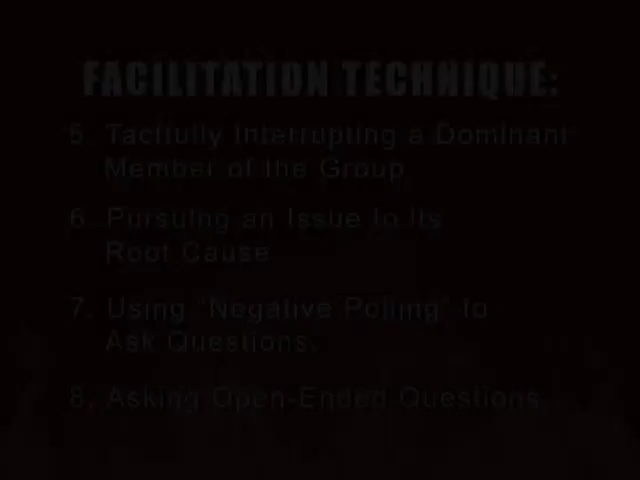 FACILITATION TECHNIQUE:
5. Tactfully Interrupting a Dominant
Member of the Group
6. Pursuing an Issue to Its
Root Cause
7. Using "Negative Polling" to
Ask Questions.
8. Asking Open-Ended Questions.